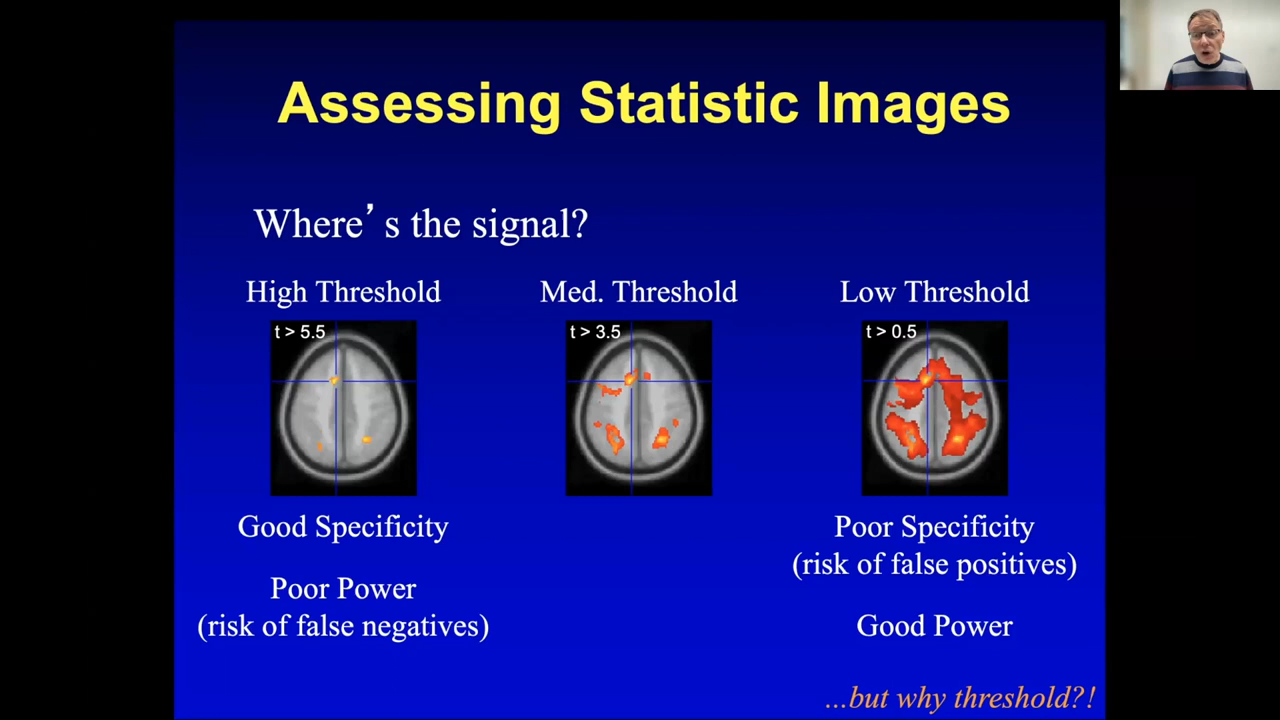 Assessing Statistic Images
Where’s the signal?
High Threshold
Med. Threshold
Low Threshold
t > 5.5
t > 3.5
t > 0.5
Good Specificity
Poor Power
(risk of false negatives)
Poor Specificity
(risk of false positives)
Good Power
...but why threshold?!